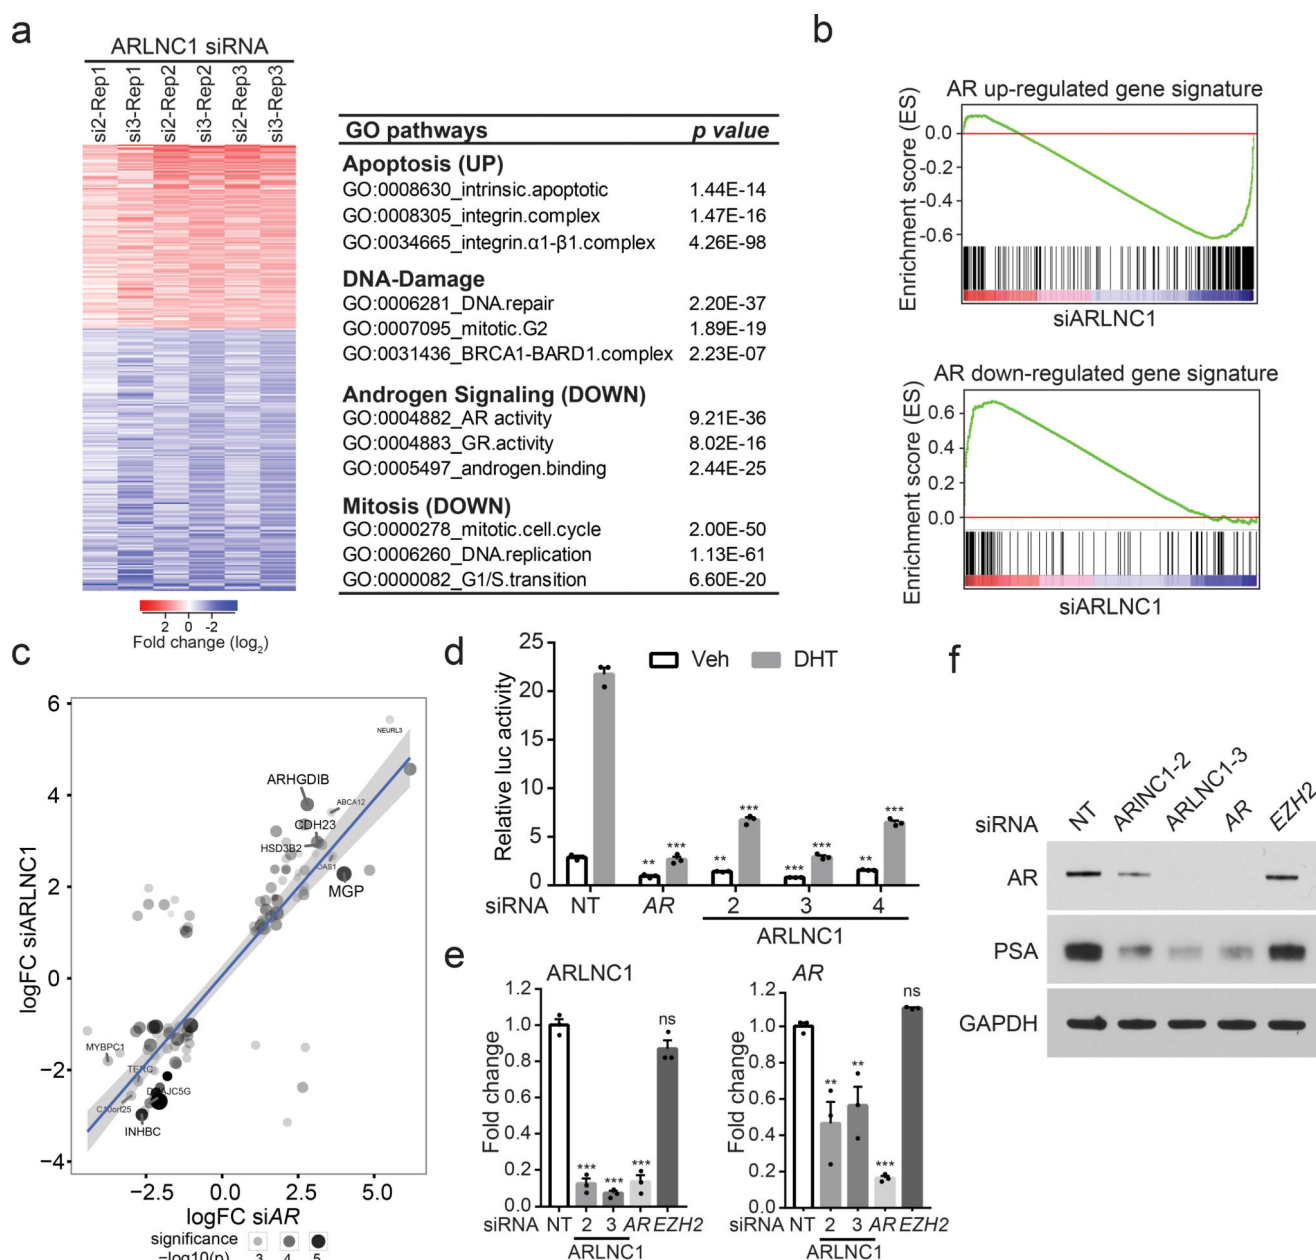 a
ARLNC1 siRNA
si2-Rep1
si3-Rep1
si2-Rep2
si3-Rep2
si2-Rep3
si3-Rep3
2 0 -2
Fold change (log2)
GO pathways p value
Apoptosis (UP)
GO:0008630_intrinsic.apoptotic 1.44E-14
GO:0008305_integrin.complex 1.47E-16
GO:0034665_integrin.α1-β1.complex 4.26E-98
DNA-Damage
GO:0006281_DNA.repair 2.20E-37
GO:0007095_mitotic.G2 1.89E-19
GO:0031436_BRCA1-BARD1.complex 2.23E-07
Androgen Signaling (DOWN)
GO:0004882_AR activity 9.21E-36
GO:0004883_GR.activity 8.02E-16
GO:0005497_androgen.binding 2.44E-25
Mitosis (DOWN)
GO:0000278_mitotic.cell.cycle 2.00E-50
GO:0006260_DNA.replication 1.13E-61
GO:0000082_G1/S.transition 6.60E-20
b
AR up-regulated gene signature
Enrichment score (ES)
0.0
-0.2
-0.4
-0.6
siARLNC1
AR down-regulated gene signature
Enrichment score (ES)
0.6
0.4
0.2
0.0
siARLNC1
c
logFC siARLNC1
6
4
2
0
−2
−4
NEURL3
ARHGDIB
ABCA12
CDH23
HSD3B2
OAS1
MGP
MYBPC1
TERC
C10orf25
INHBC
−2.5 0.0 2.5 5.0
logFC siAR
significance
−log10(p) 3 4 5
d
Relative luc activity
25
20
15
10
5
0
Veh DHT
** *** ** *** *** *** ** ***
siRNA NT AR 2 3 4
ARLNC1
e
ARLNC1
Fold change
1.2
1.0
0.8
0.6
0.4
0.2
0.0
*** *** *** ns
siRNA NT 2 3 AR EZH2
ARLNC1
AR
Fold change
1.2
1.0
0.8
0.6
0.4
0.2
0.0
** ** *** ns
siRNA NT 2 3 AR EZH2
ARLNC1
f
siRNA NT ARINC1-2 ARLNC1-3 AR EZH2
AR
PSA
GAPDH